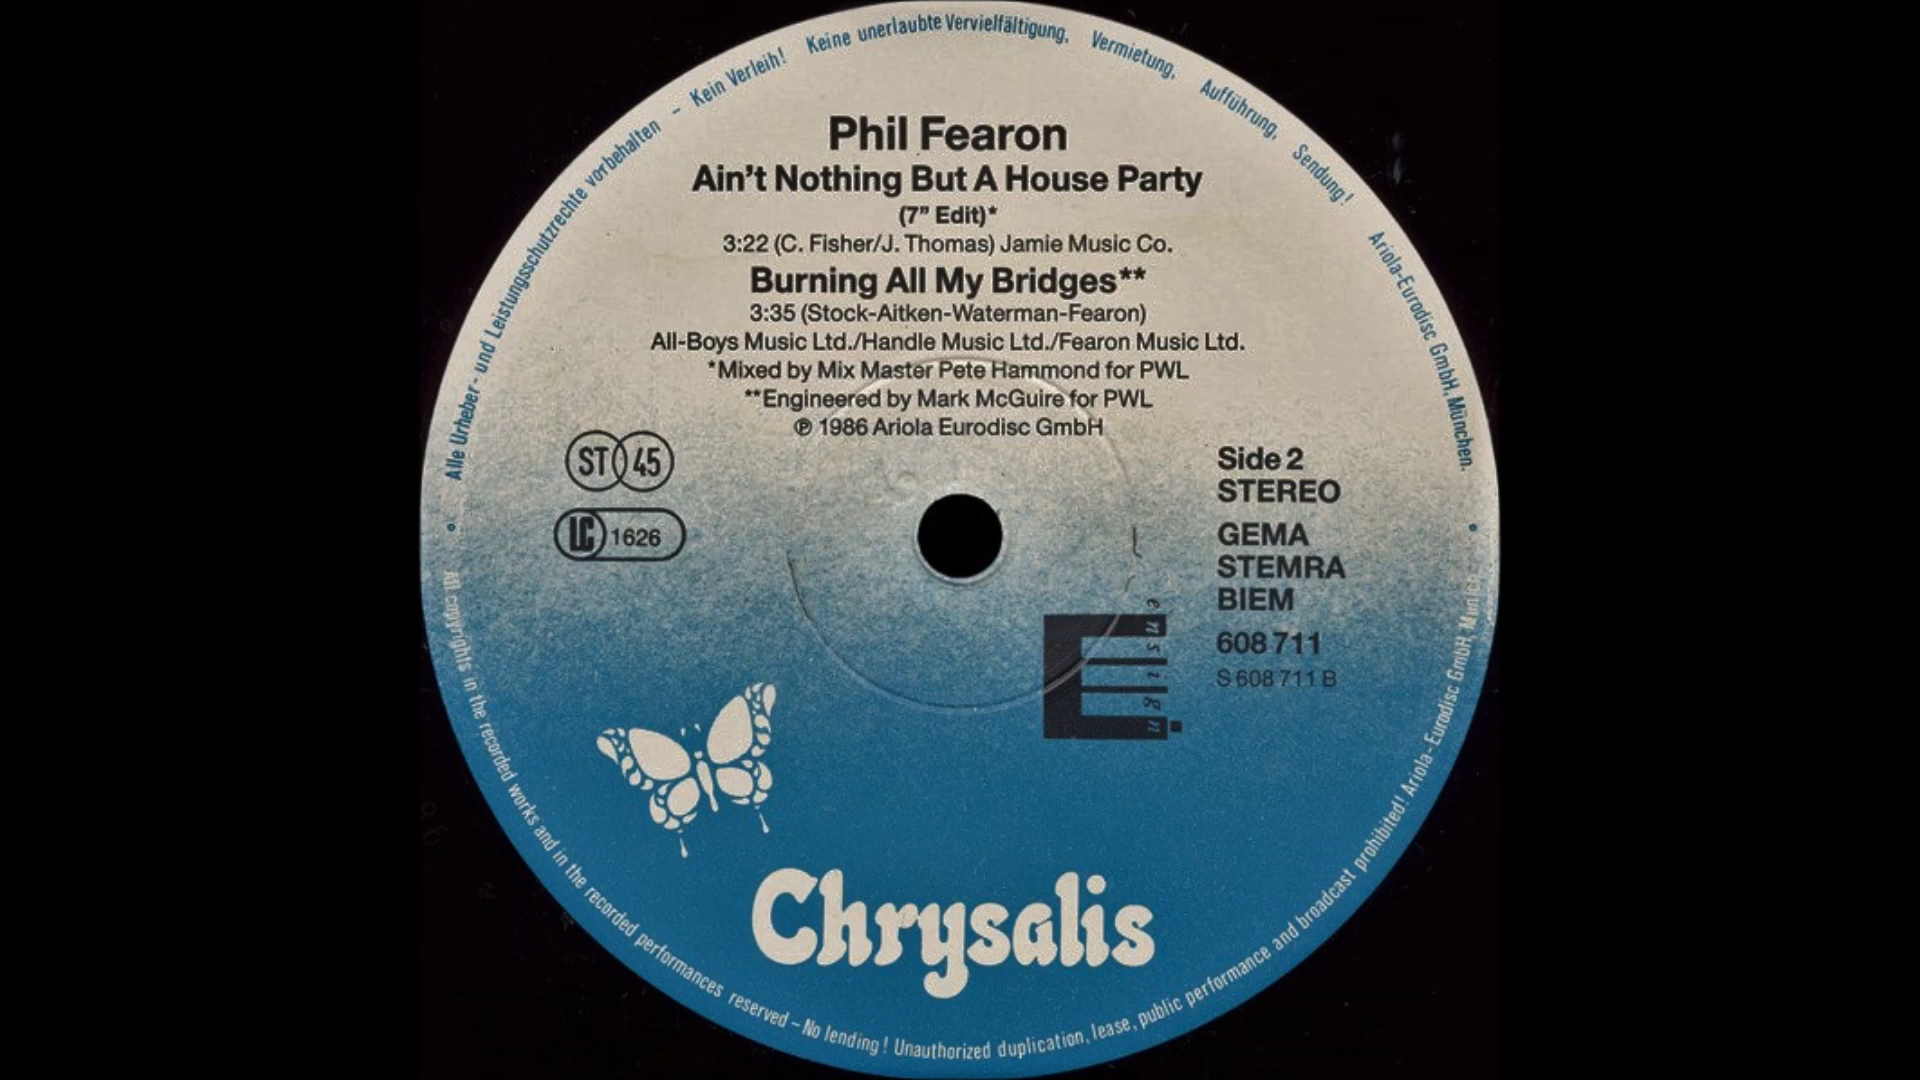 Alle Urheber- und Leistungsschutzrechte vorbehalten – Kein Verleih! Keine unerlaubte Vervielfältigung, Vermietung, Aufführung, Sendung! Ariola-Eurodisc GmbH, München.
Phil Fearon
Ain't Nothing But A House Party
(7" Edit)*
3:22 (C. Fisher/J. Thomas) Jamie Music Co.
Burning All My Bridges**
3:35 (Stock-Aitken-Waterman-Fearon)
All-Boys Music Ltd./Handle Music Ltd./Fearon Music Ltd.
*Mixed by Mix Master Pete Hammond for PWL
**Engineered by Mark McGuire for PWL
℗ 1986 Ariola Eurodisc GmbH
ST 45
LC 1626
Side 2
STEREO
GEMA
STEMRA
BIEM
608 711
S 608 711 B
ensign
Chrysalis
All copyrights in the recorded works and in the recorded performances reserved – No lending! Unauthorized duplication, lease, public performance and broadcast prohibited! Ariola-Eurodisc GmbH, Munich